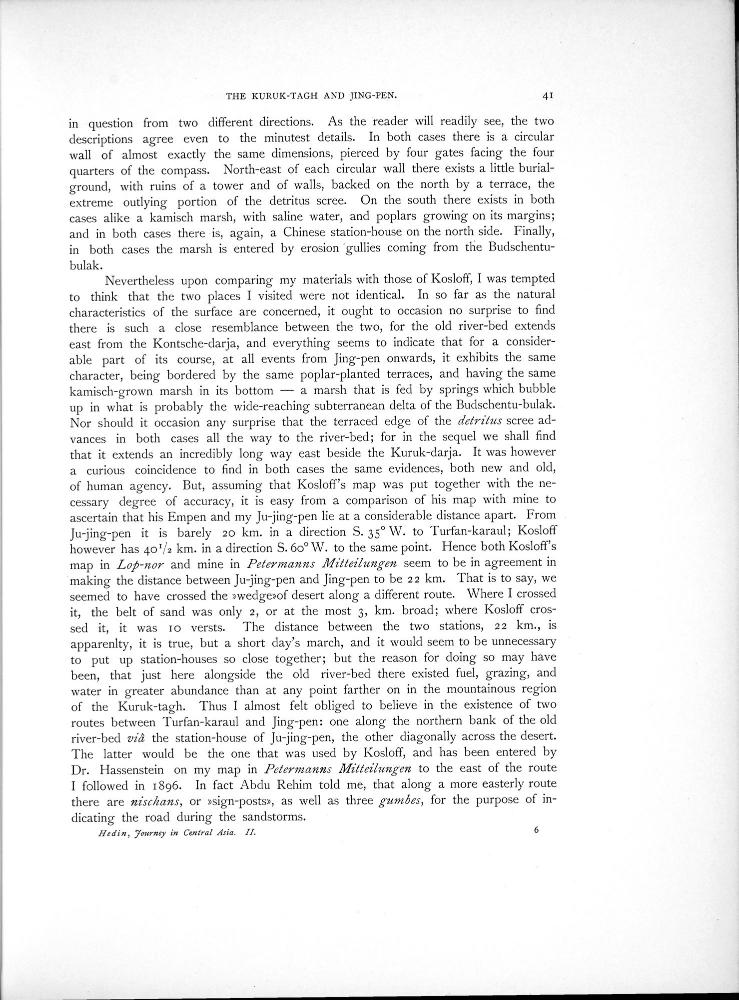 THE KURUK-TAGH AND JING-PEN. 41
in question from two different directions. As the reader will readily see, the two
descriptions agree even to the minutest details. In both cases there is a circular
wall of almost exactly the same dimensions, pierced by four gates facing the four
quarters of the compass. North-east of each circular wall there exists a little burial-
ground, with ruins of a tower and of walls, backed on the north by a terrace, the
extreme outlying portion of the detritus scree. On the south there exists in both
cases alike a kamisch marsh, with saline water, and poplars growing on its margins;
and in both cases there is, again, a Chinese station-house on the north side. Finally,
in both cases the marsh is entered by erosion gullies coming from the Budschentu-
bulak.
Nevertheless upon comparing my materials with those of Kosloff, I was tempted
to think that the two places I visited were not identical. In so far as the natural
characteristics of the surface are concerned, it ought to occasion no surprise to find
there is such a close resemblance between the two, for the old river-bed extends
east from the Kontsche-darja, and everything seems to indicate that for a consider-
able part of its course, at all events from Jing-pen onwards, it exhibits the same
character, being bordered by the same poplar-planted terraces, and having the same
kamisch-grown marsh in its bottom — a marsh that is fed by springs which bubble
up in what is probably the wide-reaching subterranean delta of the Budschentu-bulak.
Nor should it occasion any surprise that the terraced edge of the detritus scree ad-
vances in both cases all the way to the river-bed; for in the sequel we shall find
that it extends an incredibly long way east beside the Kuruk-darja. It was however
a curious coincidence to find in both cases the same evidences, both new and old,
of human agency. But, assuming that Kosloff's map was put together with the ne-
cessary degree of accuracy, it is easy from a comparison of his map with mine to
ascertain that his Empen and my Ju-jing-pen lie at a considerable distance apart. From
Ju-jing-pen it is barely 20 km. in a direction S. 35° W. to Turfan-karaul; Kosloff
however has 40 1/2 km. in a direction S. 60° W. to the same point. Hence both Kosloff's
map in Lop-nor and mine in Petermanns Mitteilungen seem to be in agreement in
making the distance between Ju-jing-pen and Jing-pen to be 22 km. That is to say, we
seemed to have crossed the »wedge»of desert along a different route. Where I crossed
it, the belt of sand was only 2, or at the most 3, km. broad; where Kosloff cros-
sed it, it was 10 versts. The distance between the two stations, 22 km., is
apparenlty, it is true, but a short day's march, and it would seem to be unnecessary
to put up station-houses so close together; but the reason for doing so may have
been, that just here alongside the old river-bed there existed fuel, grazing, and
water in greater abundance than at any point farther on in the mountainous region
of the Kuruk-tagh. Thus I almost felt obliged to believe in the existence of two
routes between Turfan-karaul and Jing-pen: one along the northern bank of the old
river-bed viâ the station-house of Ju-jing-pen, the other diagonally across the desert.
The latter would be the one that was used by Kosloff, and has been entered by
Dr. Hassenstein on my map in Petermanns Mitteilungen to the east of the route
I followed in 1896. In fact Abdu Rehim told me, that along a more easterly route
there are nischans, or »sign-posts», as well as three gumbes, for the purpose of in-
dicating the road during the sandstorms.
Hedin, Journey in Central Asia. II. 6